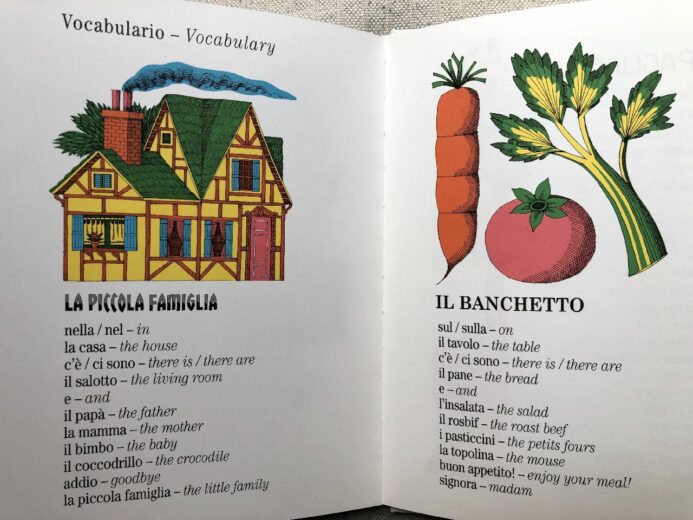 Vocabulario – Vocabulary
LA PICCOLA FAMIGLIA
nella / nel – in
la casa – the house
c'è / ci sono – there is / there are
il salotto – the living room
e – and
il papà – the father
la mamma – the mother
il bimbo – the baby
il coccodrillo – the crocodile
addio – goodbye
la piccola famiglia – the little family
IL BANCHETTO
sul / sulla – on
il tavolo – the table
c'è / ci sono – there is / there are
il pane – the bread
e – and
l'insalata – the salad
il rosbif – the roast beef
i pasticcini – the petits fours
la topolina – the mouse
buon appetito! – enjoy your meal!
signora – madam